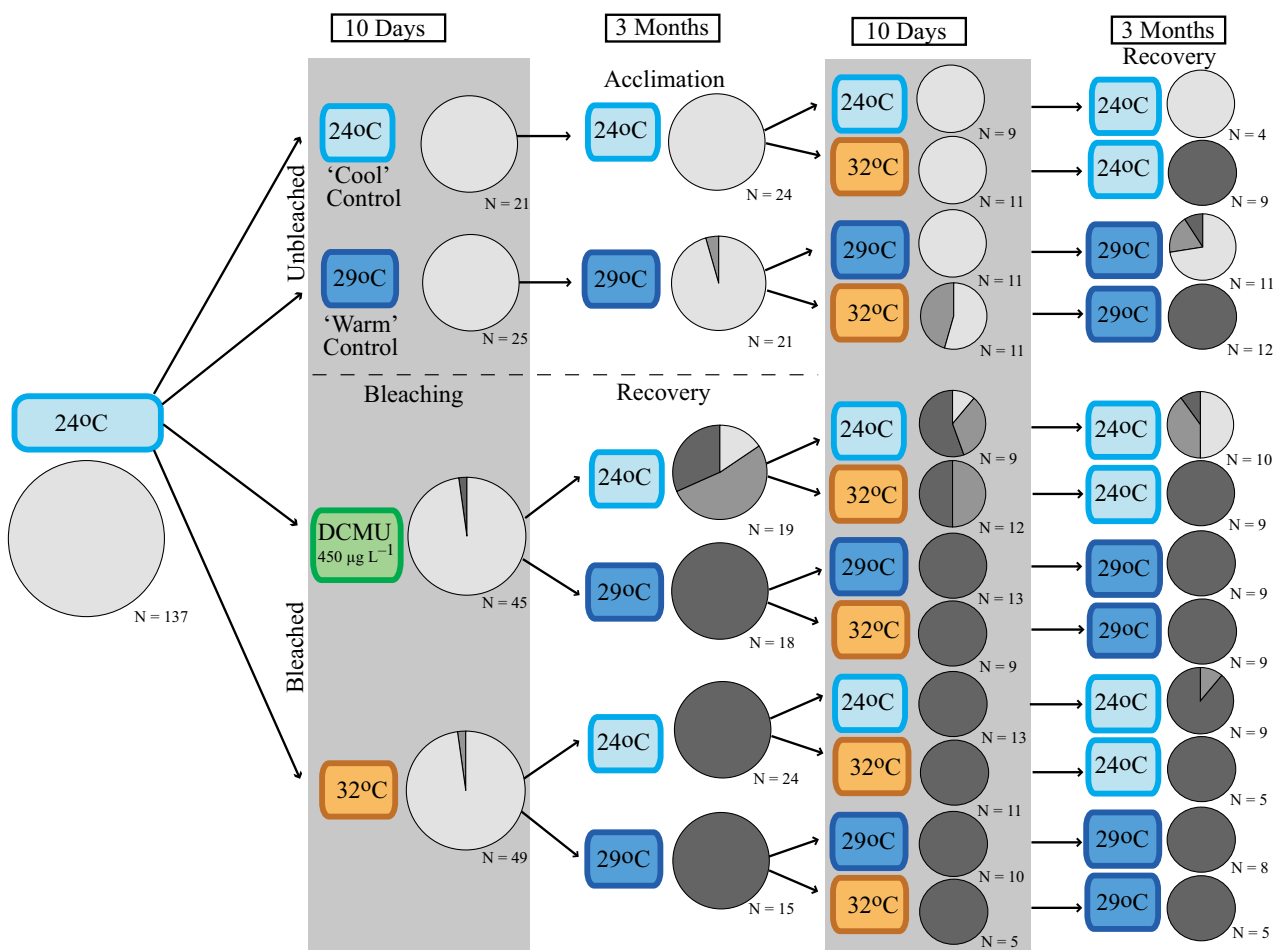 10 Days
3 Months
10 Days
3 Months
Recovery
Acclimation
Unbleached
24ºC
'Cool'
Control
N = 21
24ºC
N = 24
24ºC
N = 9
24ºC
N = 4
32ºC
N = 11
24ºC
N = 9
29ºC
'Warm'
Control
N = 25
29ºC
N = 21
29ºC
N = 11
29ºC
N = 11
32ºC
N = 11
29ºC
N = 12
24ºC
N = 137
Bleaching
Recovery
Bleached
DCMU
450 µg L⁻¹
N = 45
24ºC
N = 19
24ºC
N = 9
24ºC
N = 10
32ºC
N = 12
24ºC
N = 9
29ºC
N = 18
29ºC
N = 13
29ºC
N = 9
32ºC
N = 9
29ºC
N = 9
32ºC
N = 49
24ºC
N = 24
24ºC
N = 13
24ºC
N = 9
32ºC
N = 11
24ºC
N = 5
29ºC
N = 15
29ºC
N = 10
29ºC
N = 8
32ºC
N = 5
29ºC
N = 5